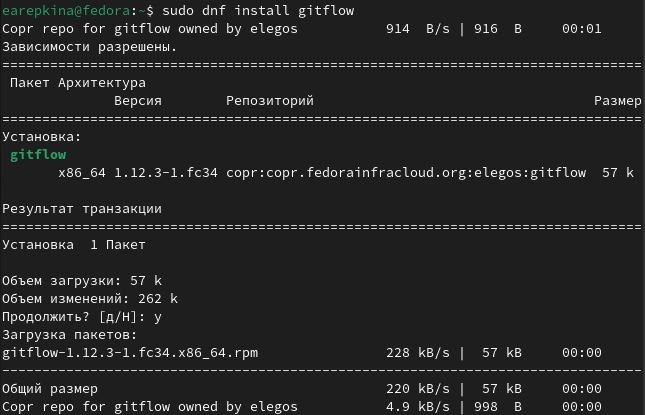 earepkina@fedora:~$ sudo dnf install gitflow
Copr repo for gitflow owned by elegos           914  B/s | 916  B     00:01
Зависимости разрешены.
================================================================================
 Пакет Архитектура
              Версия        Репозиторий                                   Размер
================================================================================
Установка:
 gitflow
       x86_64 1.12.3-1.fc34 copr:copr.fedorainfracloud.org:elegos:gitflow  57 k

Результат транзакции
================================================================================
Установка  1 Пакет

Объем загрузки: 57 k
Объем изменений: 262 k
Продолжить? [д/Н]: y
Загрузка пакетов:
gitflow-1.12.3-1.fc34.x86_64.rpm                228 kB/s |  57 kB     00:00
--------------------------------------------------------------------------------
Общий размер                                    220 kB/s |  57 kB     00:00
Copr repo for gitflow owned by elegos           4.9 kB/s | 998  B     00:00